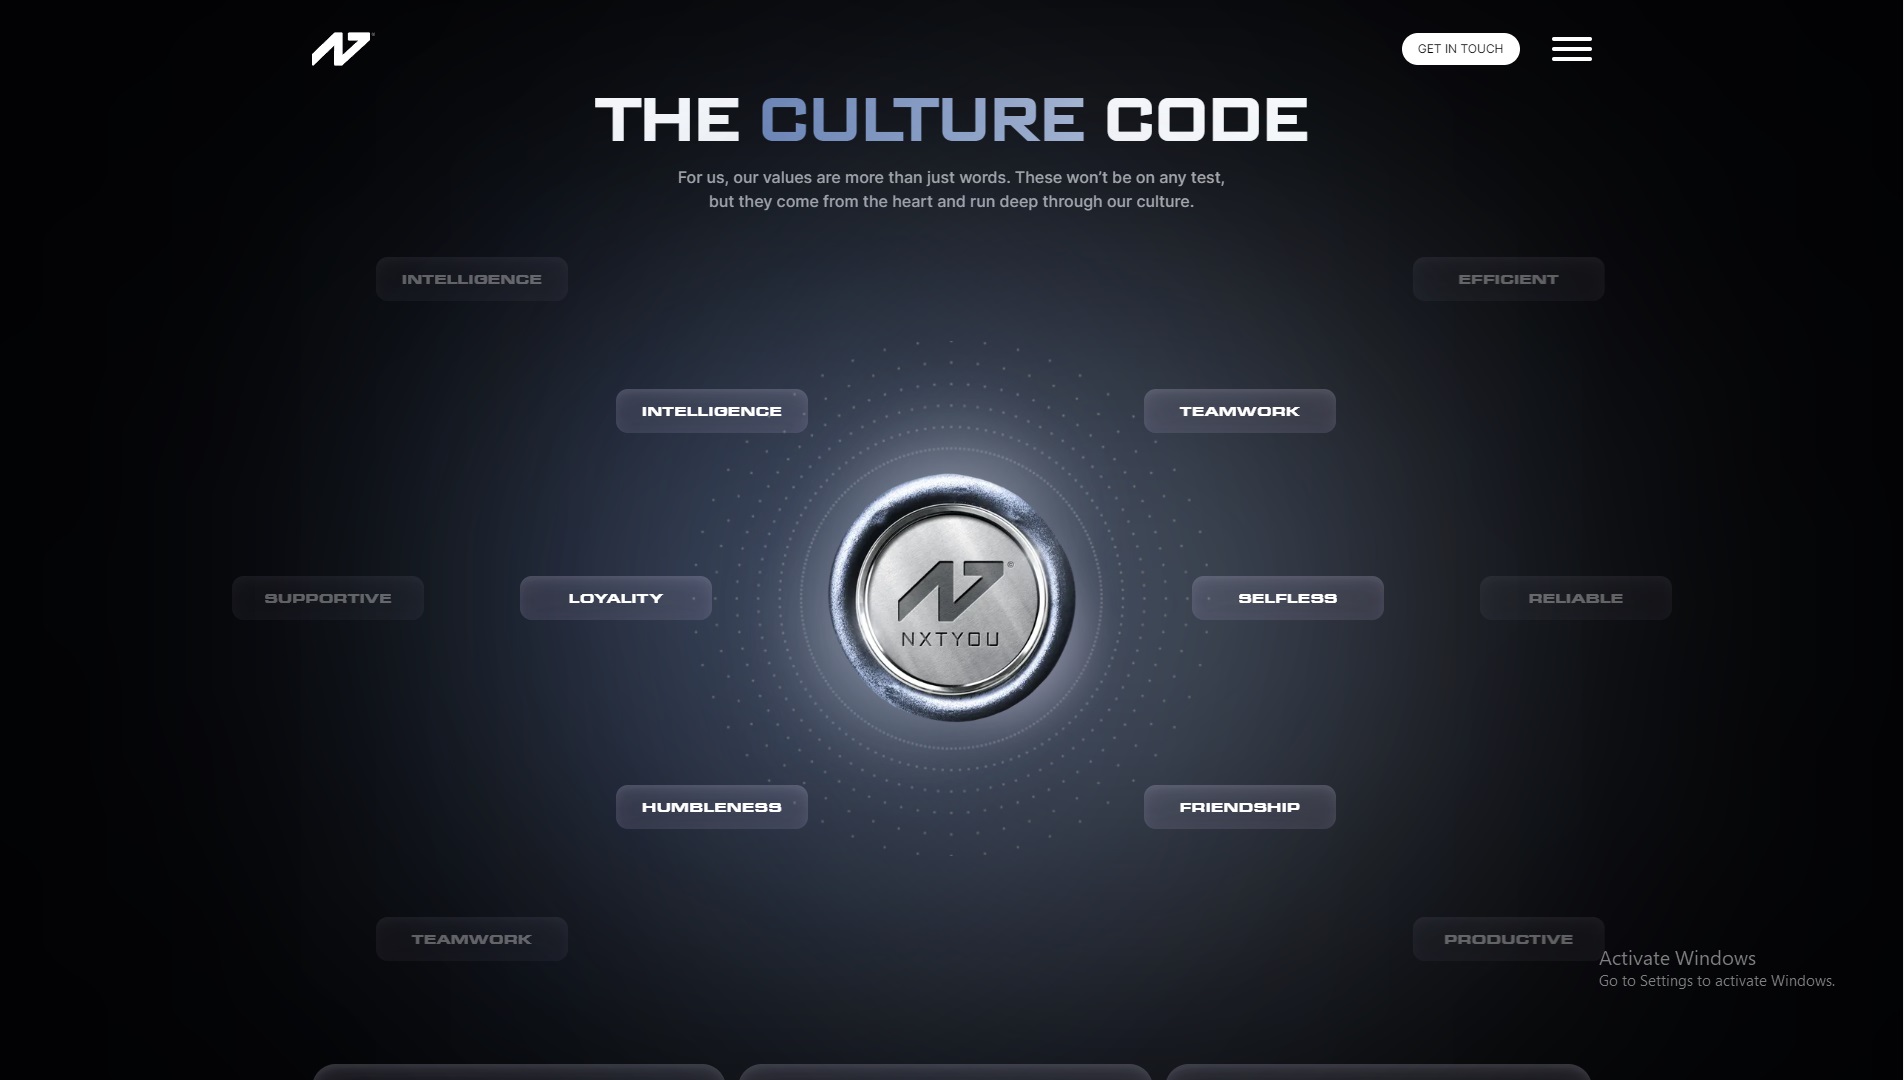 GET IN TOUCH
THE CULTURE CODE
For us, our values are more than just words. These won’t be on any test,
but they come from the heart and run deep through our culture.
INTELLIGENCE
EFFICIENT
INTELLIGENCE
TEAMWORK
©
NXTYOU
SUPPORTIVE
LOYALITY
SELFLESS
RELIABLE
HUMBLENESS
FRIENDSHIP
TEAMWORK
PRODUCTIVE
Activate Windows
Go to Settings to activate Windows.